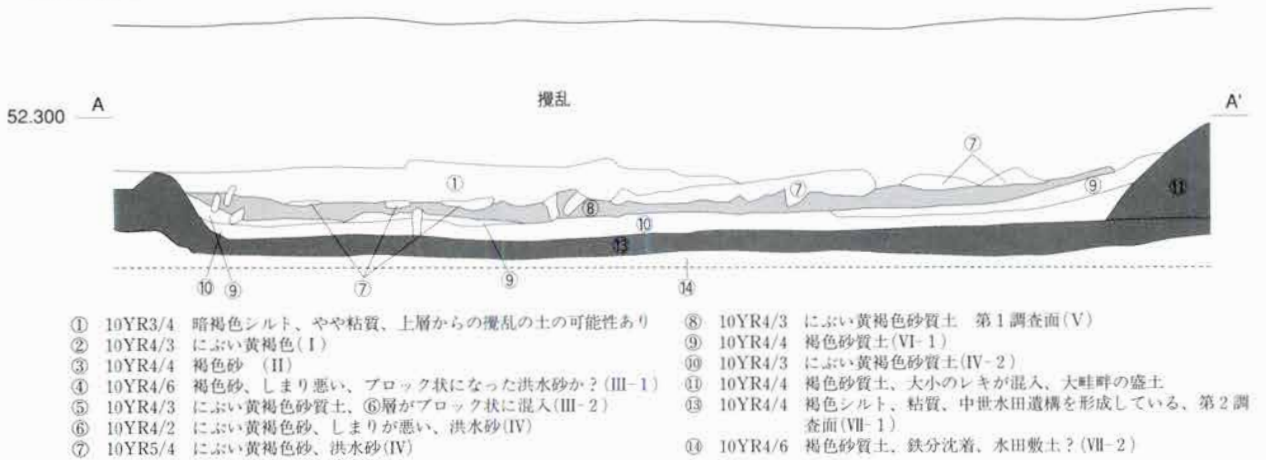 攪乱
52.300 A
A'
⑦
①
⑦
⑨
⑪
⑧
⑩
⑬
⑩ ⑨ ⑦ ⑨ ⑭
① 10YR3/4 暗褐色シルト、やや粘質、上層からの攪乱の土の可能性あり
② 10YR4/3 にぶい黄褐色(Ⅰ)
③ 10YR4/4 褐色砂 (II)
④ 10YR4/6 褐色砂、しまり悪い、ブロック状になった洪水砂か？(III-1)
⑤ 10YR4/3 にぶい黄褐色砂質土、⑥層がブロック状に混入(III-2)
⑥ 10YR4/2 にぶい黄褐色砂、しまりが悪い、洪水砂(IV)
⑦ 10YR5/4 にぶい黄褐色砂、洪水砂(IV)
⑧ 10YR4/3 にぶい黄褐色砂質土 第1調査面(V)
⑨ 10YR4/4 褐色砂質土(VI-1)
⑩ 10YR4/3 にぶい黄褐色砂質土(IV-2)
⑪ 10YR4/4 褐色砂質土、大小のレキが混入、大畦畔の盛土
⑬ 10YR4/4 褐色シルト、粘質、中世水田遺構を形成している、第2調
査面(VII-1)
⑭ 10YR4/6 褐色砂質土、鉄分沈着、水田敷土？(VII-2)